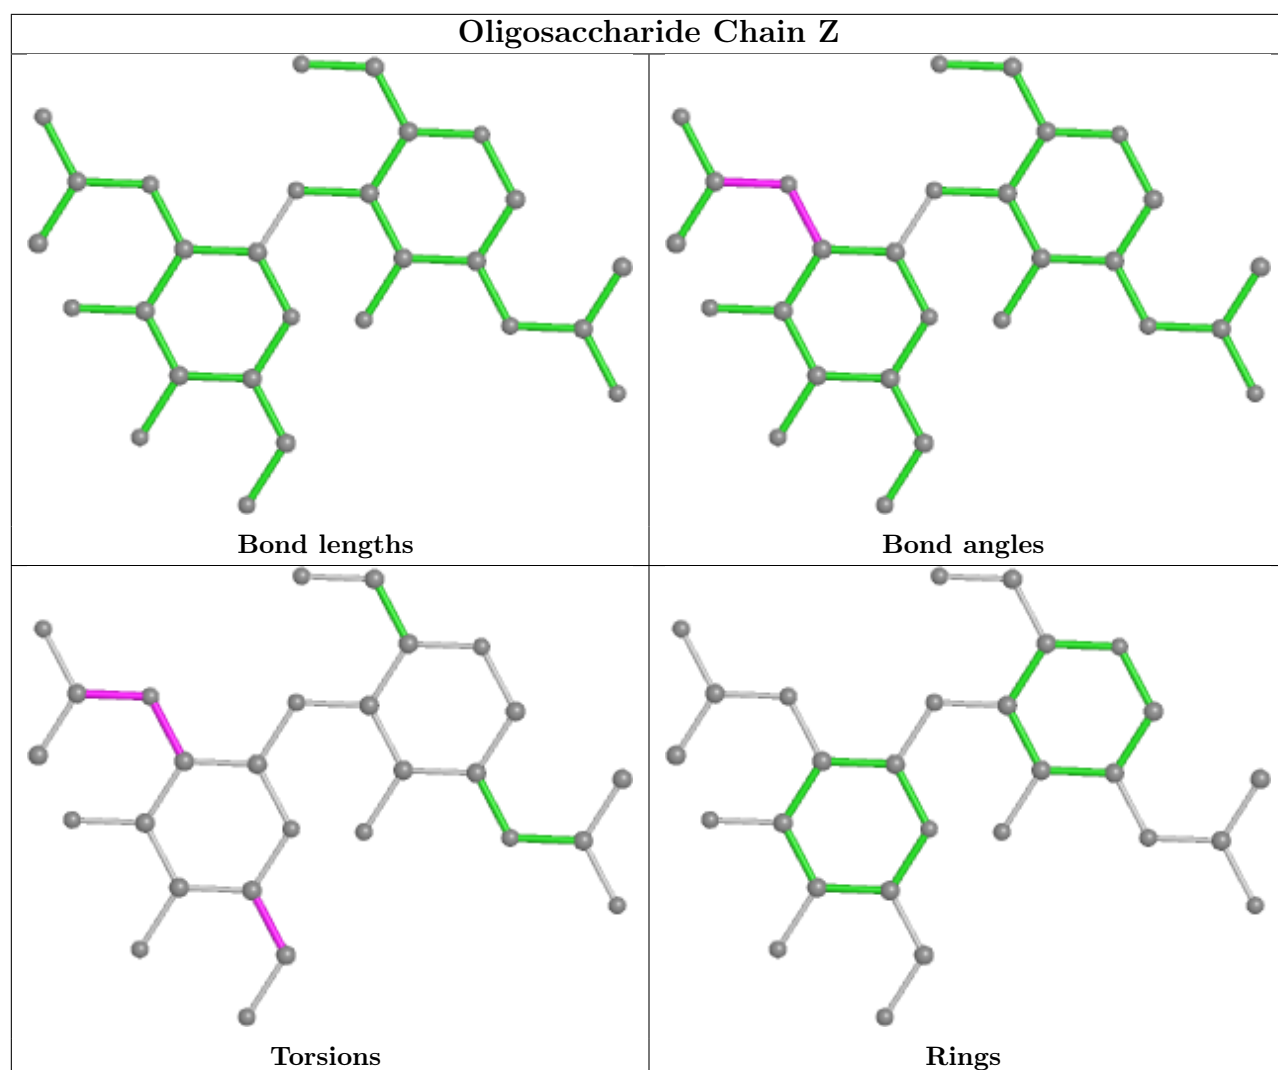 Oligosaccharide Chain Z
Bond lengths
Bond angles
Torsions
Rings